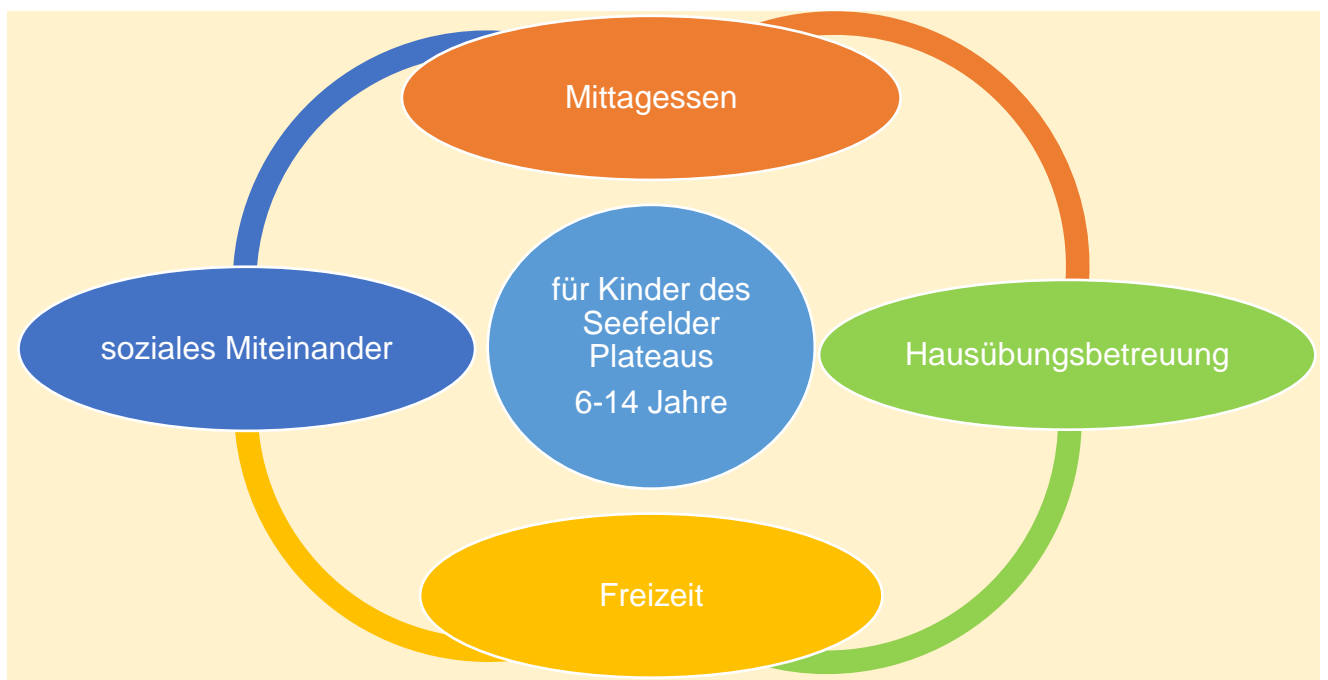 Mittagessen
für Kinder des
Seefelder
Plateaus
6-14 Jahre
soziales Miteinander
Hausübungsbetreuung
Freizeit